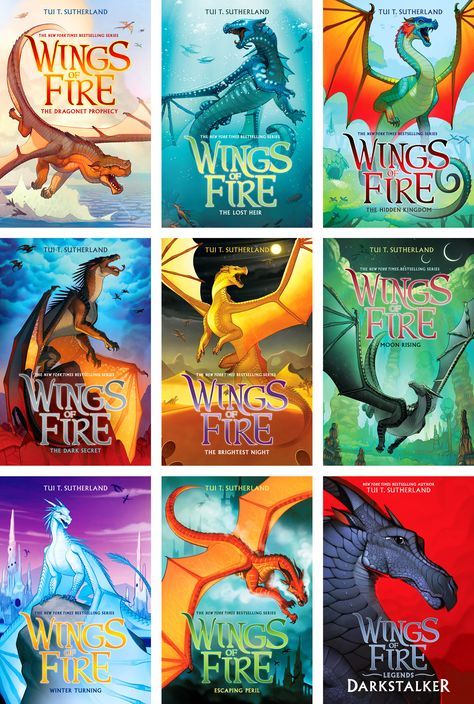 TUI T. SUTHERLAND
THE NEW YORK TIMES BESTSELLING SERIES
WINGS
OF
FIRE
THE DRAGONET PROPHECY
TUI T. SUTHERLAND
THE NEW YORK TIMES BESTSELLING SERIES
WINGS
OF
FIRE
THE LOST HEIR
TUI T. SUTHERLAND
THE NEW YORK TIMES BESTSELLING SERIES
WINGS
OF
FIRE
THE HIDDEN KINGDOM
TUI T. SUTHERLAND
THE NEW YORK TIMES BESTSELLING SERIES
WINGS
OF
FIRE
THE DARK SECRET
TUI T. SUTHERLAND
THE NEW YORK TIMES BESTSELLING SERIES
WINGS
OF
FIRE
THE BRIGHTEST NIGHT
TUI T. SUTHERLAND
THE NEW YORK TIMES BESTSELLING SERIES
WINGS
OF
FIRE
MOON RISING
TUI T. SUTHERLAND
THE NEW YORK TIMES BESTSELLING SERIES
WINGS
OF
FIRE
WINTER TURNING
TUI T. SUTHERLAND
THE NEW YORK TIMES BESTSELLING SERIES
WINGS
OF
FIRE
ESCAPING PERIL
NEW YORK TIMES BESTSELLING AUTHOR
TUI T. SUTHERLAND
WINGS
OF
FIRE
LEGENDS
DARKSTALKER